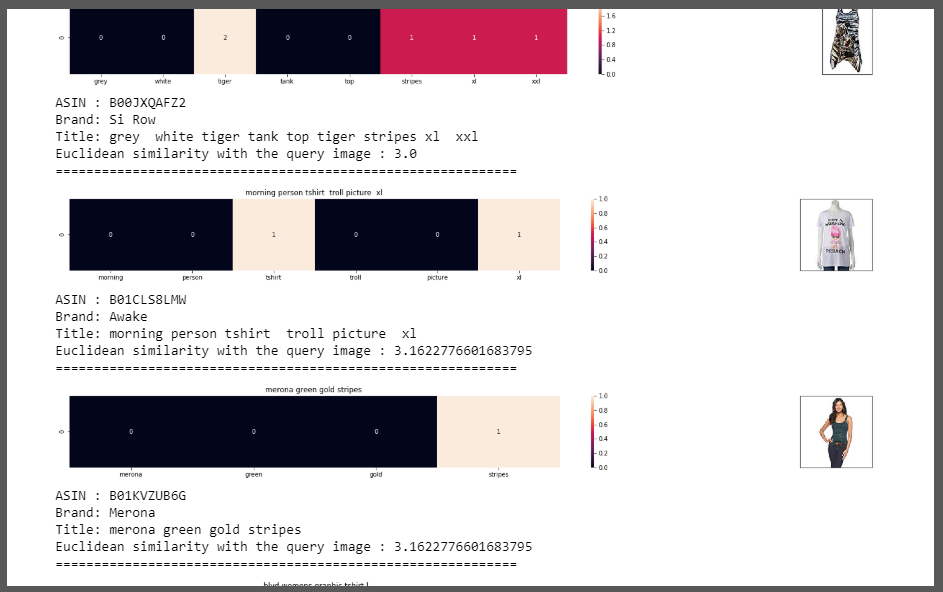 1.6
1.2
0.8
0.4
0.0
0
0 0 2 0 0 1 1 1
grey white tiger tank top stripes xl xxl
ASIN : B00JXQAFZ2
Brand: Si Row
Title: grey  white tiger tank top tiger stripes xl  xxl
Euclidean similarity with the query image : 3.0
============================================================
morning person tshirt  troll picture  xl
1.0
0.8
0.6
0.4
0.2
0.0
0
0 0 1 0 0 1
morning person tshirt troll picture xl
ASIN : B01CLS8LMW
Brand: Awake
Title: morning person tshirt  troll picture  xl
Euclidean similarity with the query image : 3.1622776601683795
============================================================
merona green gold stripes
1.0
0.8
0.6
0.4
0.2
0.0
0
0 0 0 1
merona green gold stripes
ASIN : B01KVZUB6G
Brand: Merona
Title: merona green gold stripes
Euclidean similarity with the query image : 3.1622776601683795
============================================================
blvd womens graphic tshirt l